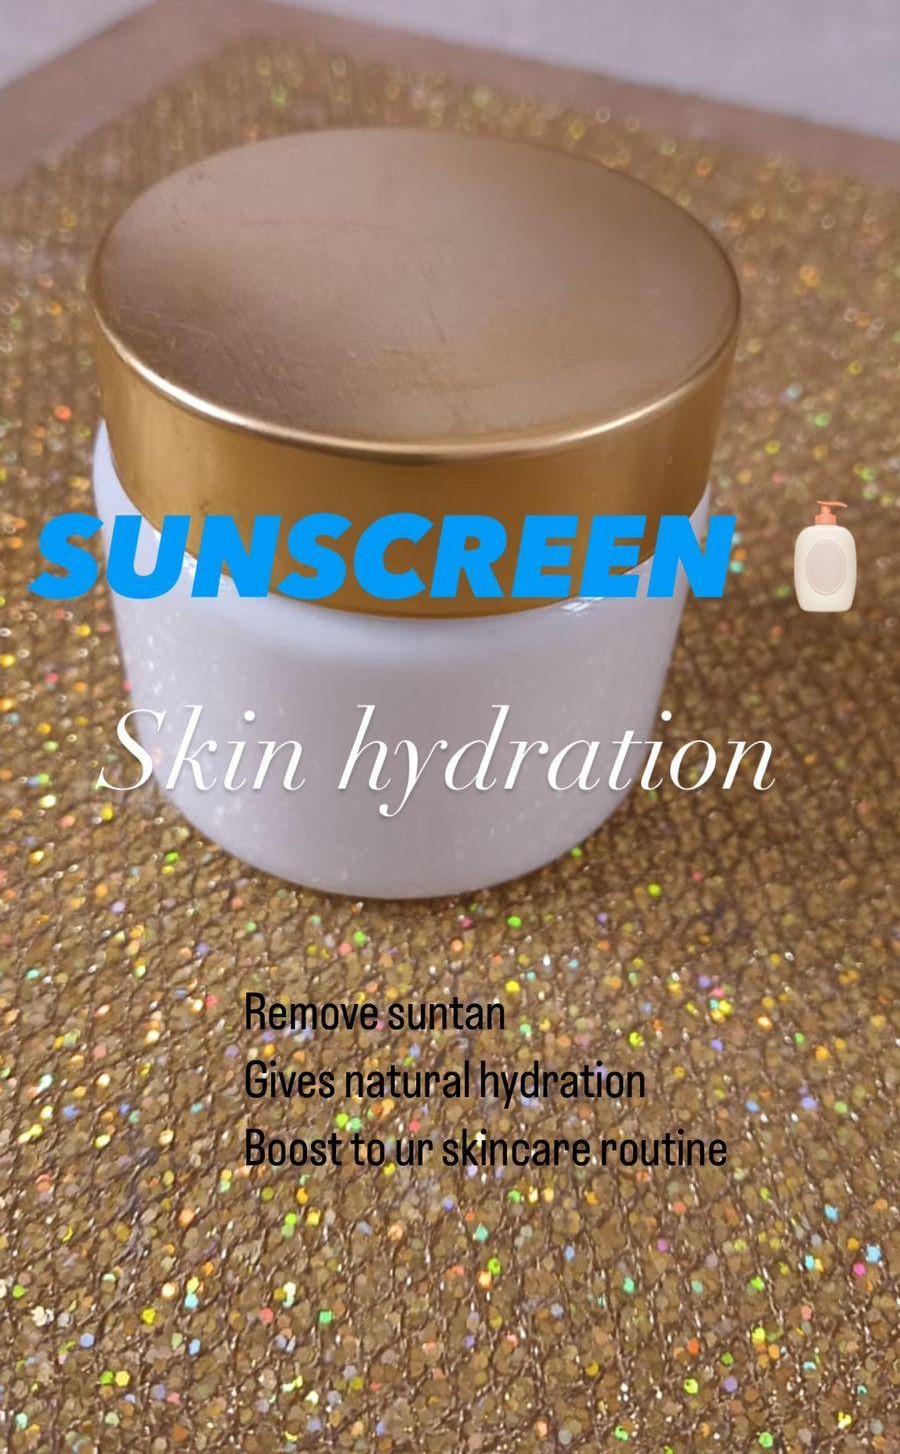 SUNSCREEN
Skin hydration
Remove suntan
Gives natural hydration
Boost to ur skincare routine